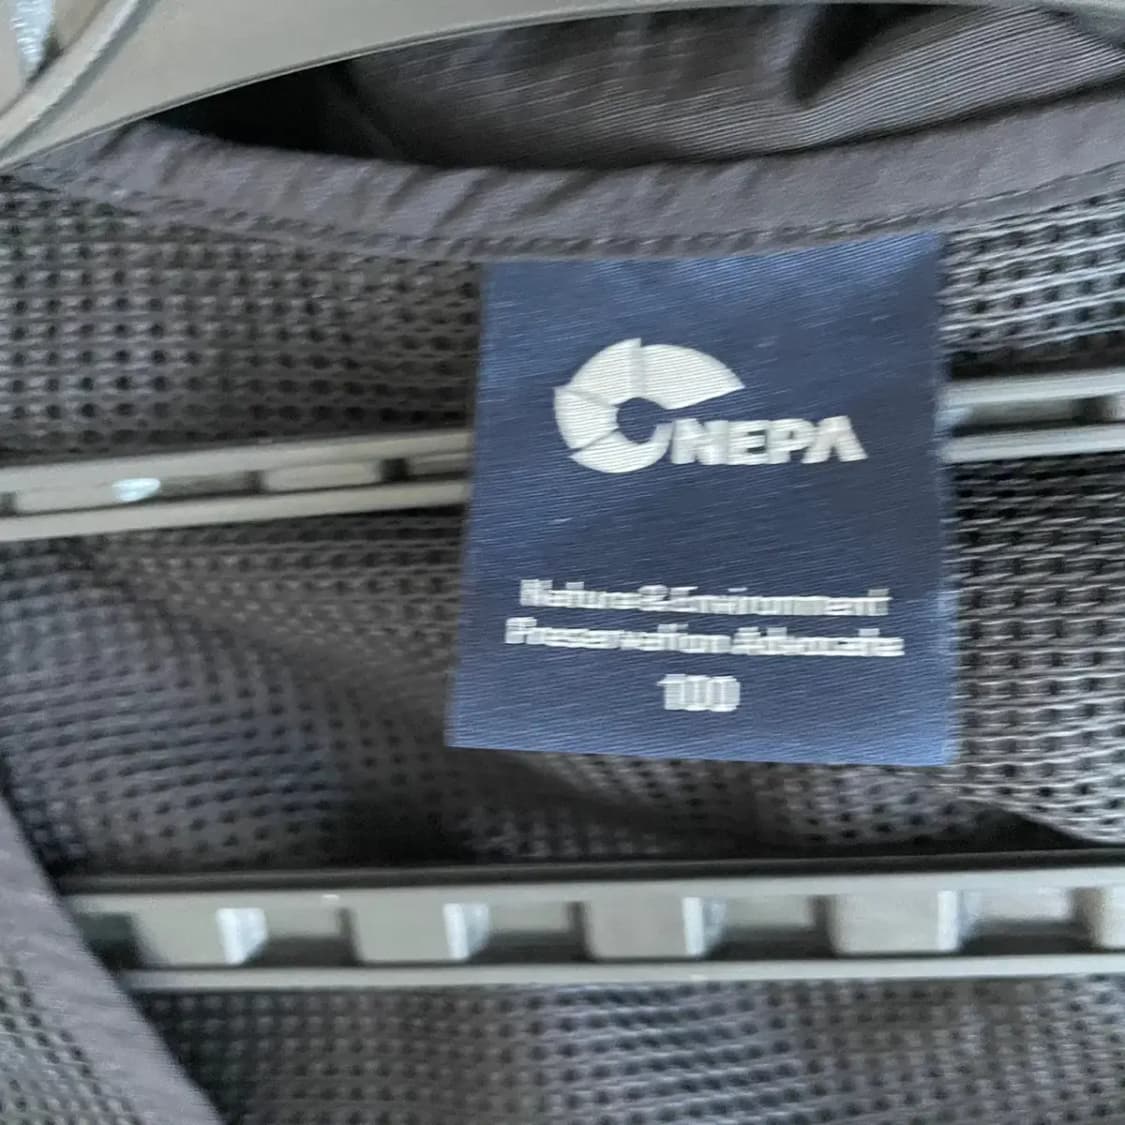 NEPA
Nature & Environment
Preservation Advocate
100